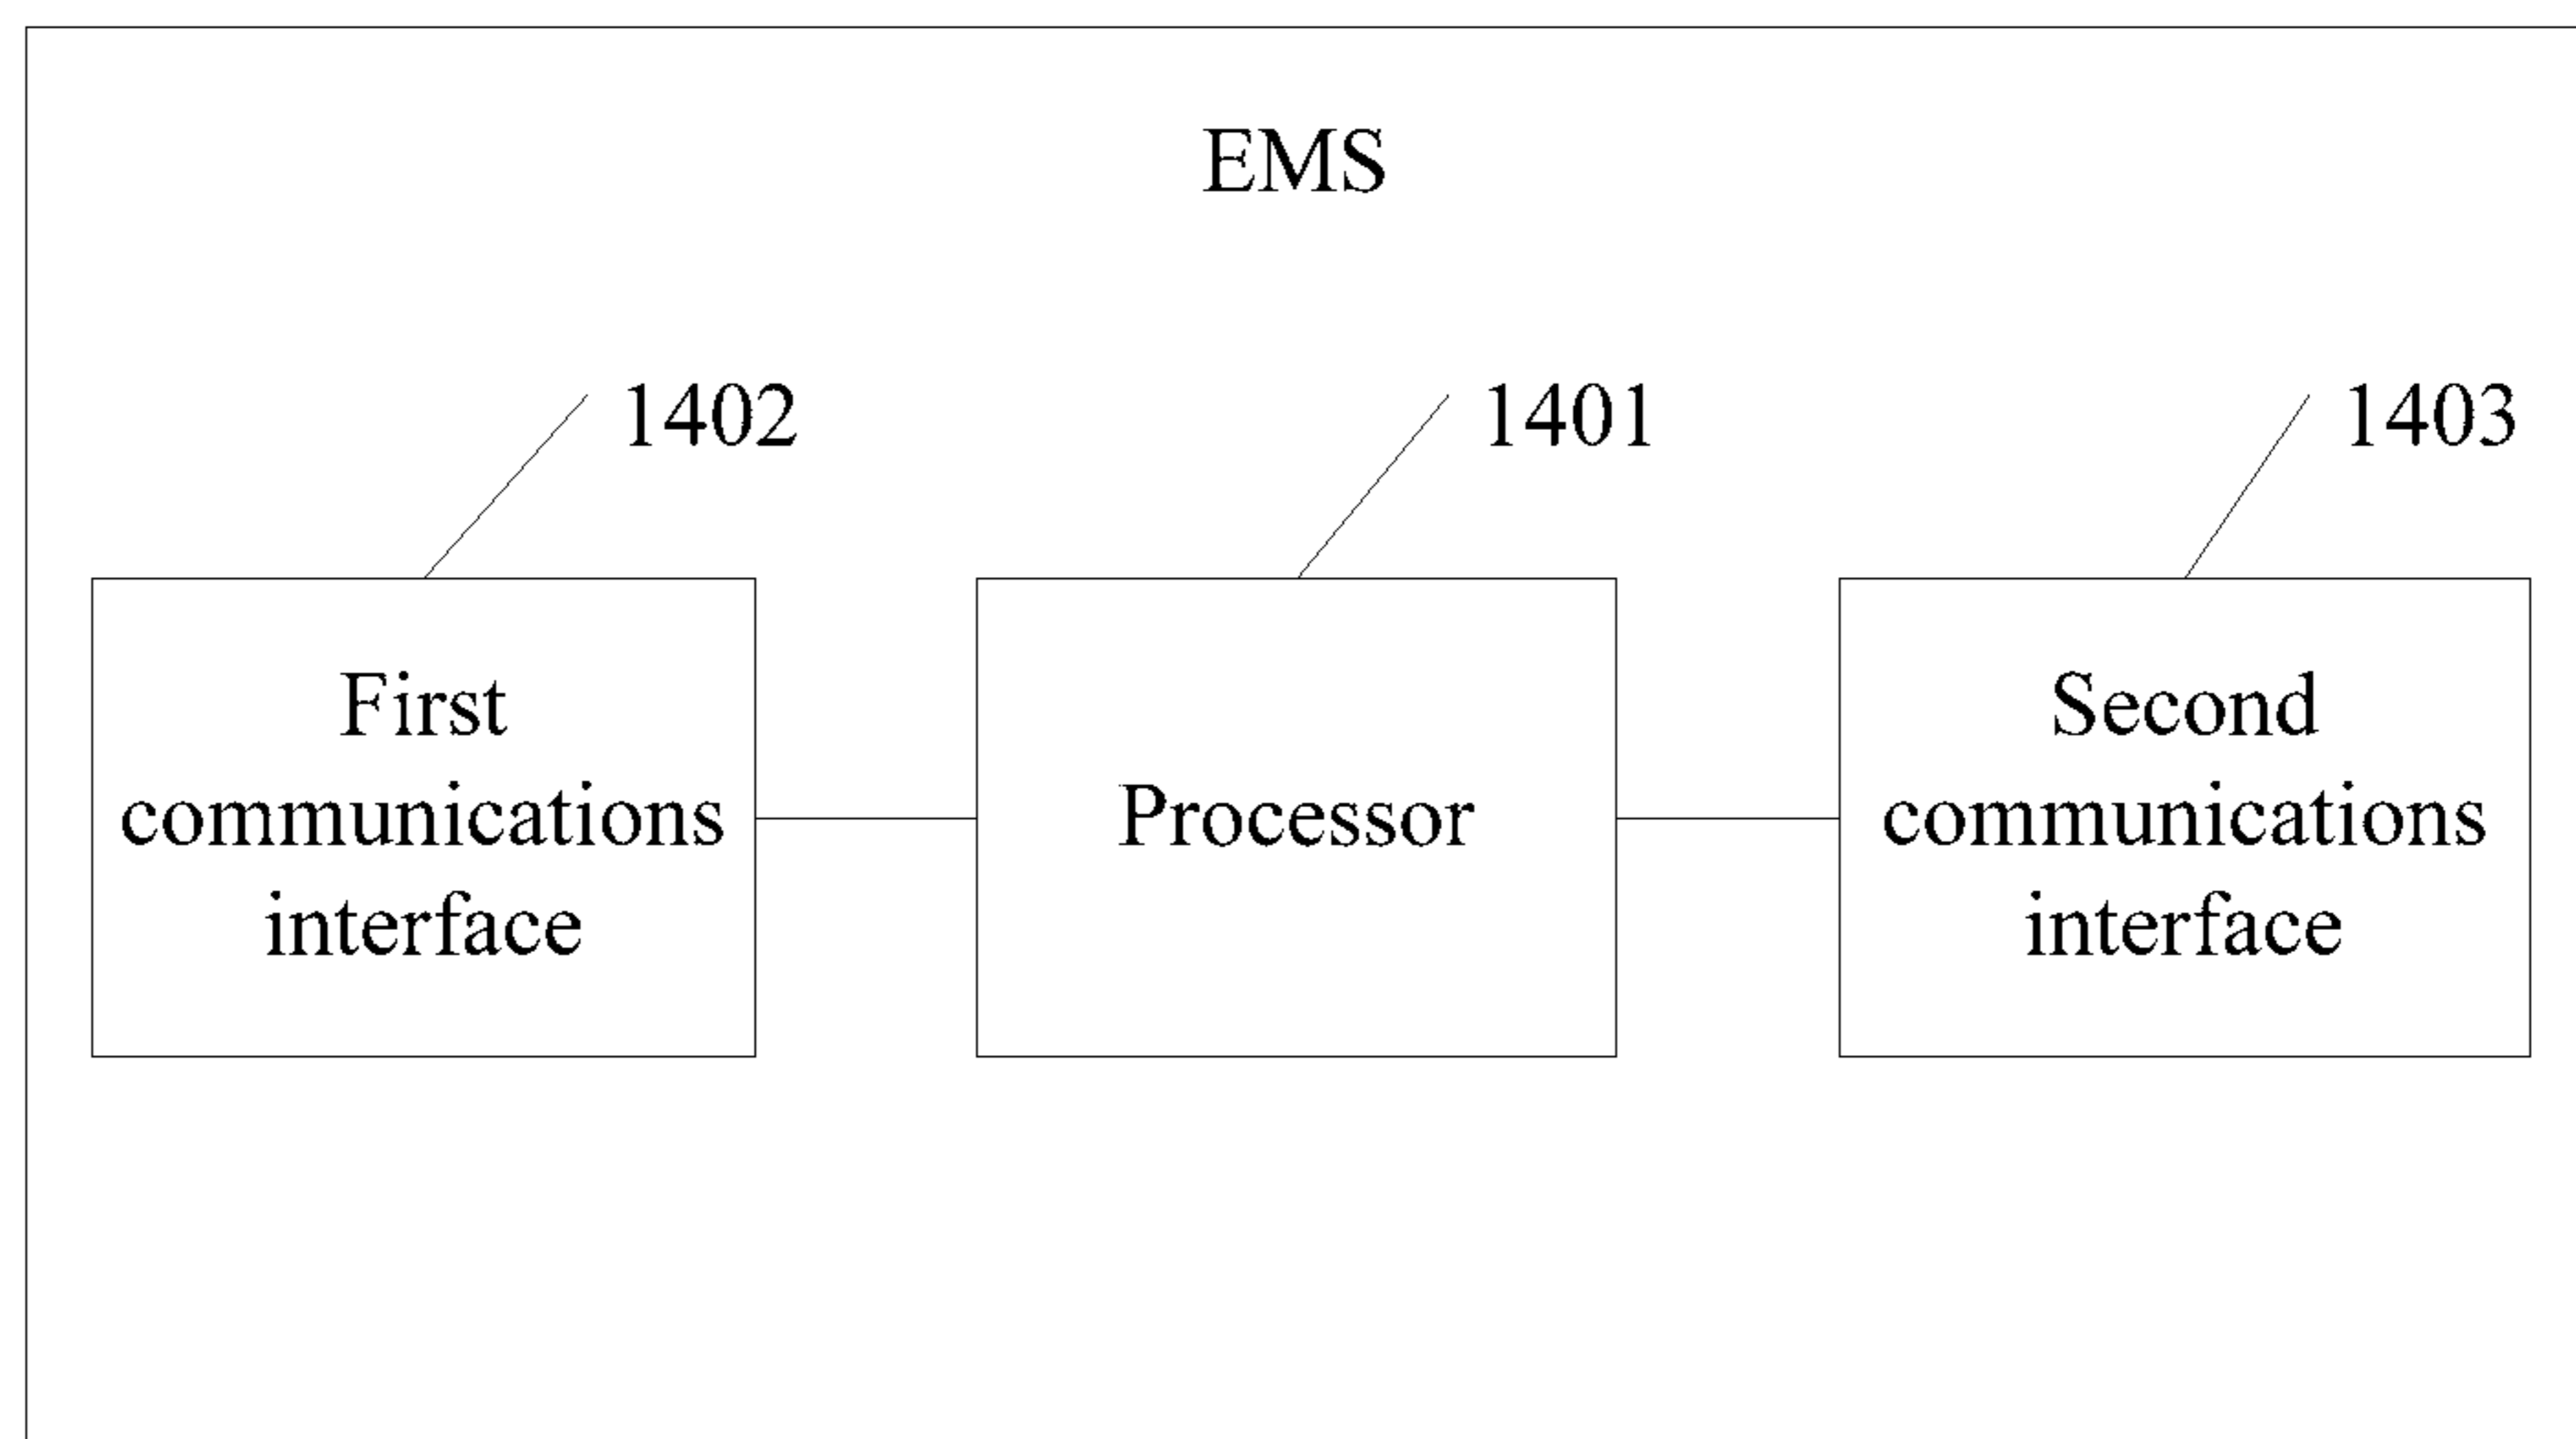 EMS
1402
1401
1403
First
communications
interface
Processor
Second
communications
interface